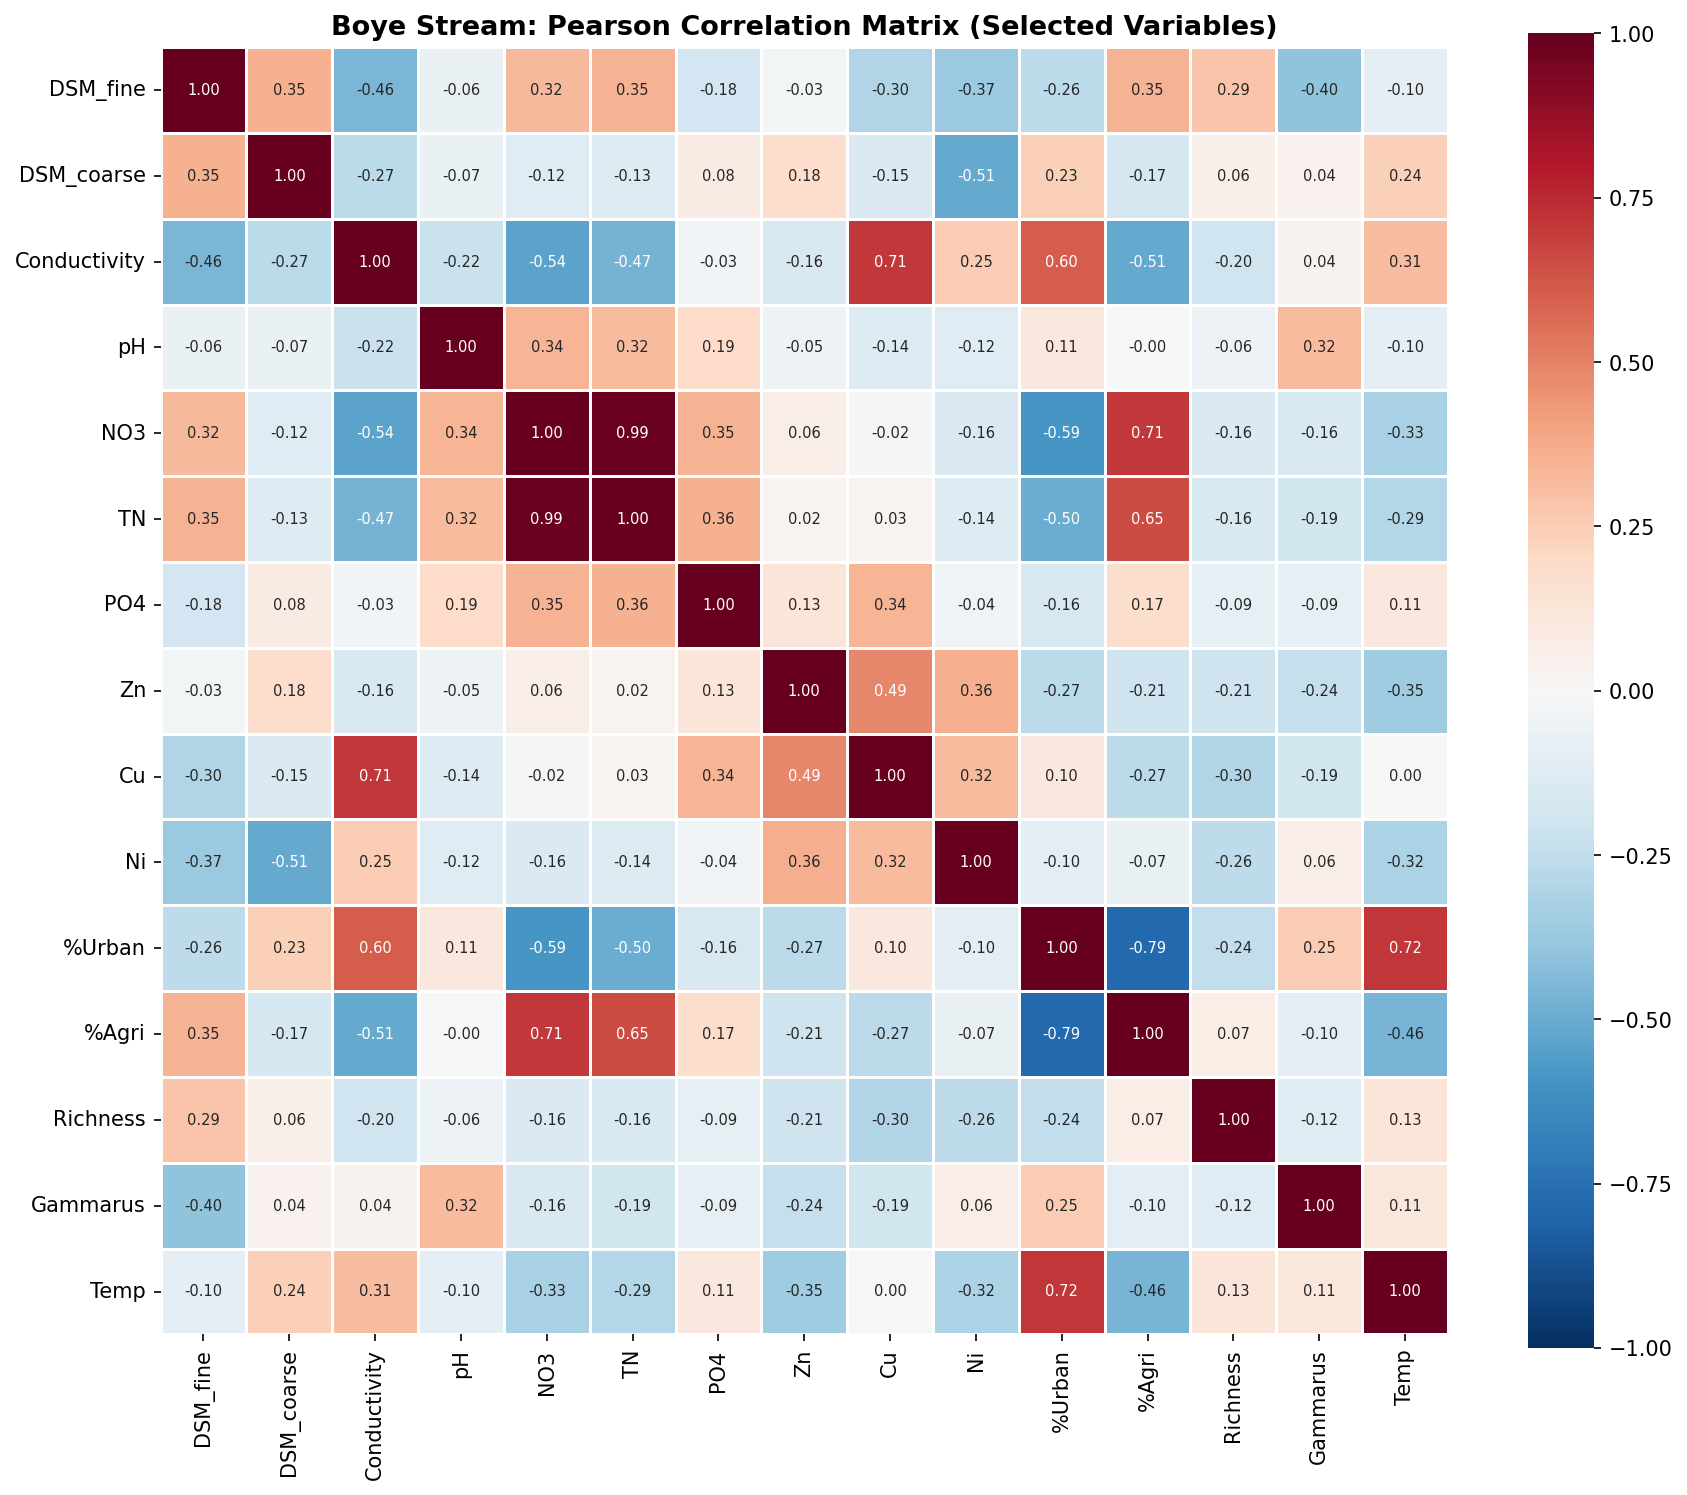 Boye Stream: Pearson Correlation Matrix (Selected Variables)
DSM_fine 1.00 0.35 -0.46 -0.06 0.32 0.35 -0.18 -0.03 -0.30 -0.37 -0.26 0.35 0.29 -0.40 -0.10
DSM_coarse 0.35 1.00 -0.27 -0.07 -0.12 -0.13 0.08 0.18 -0.15 -0.51 0.23 -0.17 0.06 0.04 0.24
Conductivity -0.46 -0.27 1.00 -0.22 -0.54 -0.47 -0.03 -0.16 0.71 0.25 0.60 -0.51 -0.20 0.04 0.31
pH -0.06 -0.07 -0.22 1.00 0.34 0.32 0.19 -0.05 -0.14 -0.12 0.11 -0.00 -0.06 0.32 -0.10
NO3 0.32 -0.12 -0.54 0.34 1.00 0.99 0.35 0.06 -0.02 -0.16 -0.59 0.71 -0.16 -0.16 -0.33
TN 0.35 -0.13 -0.47 0.32 0.99 1.00 0.36 0.02 0.03 -0.14 -0.50 0.65 -0.16 -0.19 -0.29
PO4 -0.18 0.08 -0.03 0.19 0.35 0.36 1.00 0.13 0.34 -0.04 -0.16 0.17 -0.09 -0.09 0.11
Zn -0.03 0.18 -0.16 -0.05 0.06 0.02 0.13 1.00 0.49 0.36 -0.27 -0.21 -0.21 -0.24 -0.35
Cu -0.30 -0.15 0.71 -0.14 -0.02 0.03 0.34 0.49 1.00 0.32 0.10 -0.27 -0.30 -0.19 0.00
Ni -0.37 -0.51 0.25 -0.12 -0.16 -0.14 -0.04 0.36 0.32 1.00 -0.10 -0.07 -0.26 0.06 -0.32
%Urban -0.26 0.23 0.60 0.11 -0.59 -0.50 -0.16 -0.27 0.10 -0.10 1.00 -0.79 -0.24 0.25 0.72
%Agri 0.35 -0.17 -0.51 -0.00 0.71 0.65 0.17 -0.21 -0.27 -0.07 -0.79 1.00 0.07 -0.10 -0.46
Richness 0.29 0.06 -0.20 -0.06 -0.16 -0.16 -0.09 -0.21 -0.30 -0.26 -0.24 0.07 1.00 -0.12 0.13
Gammarus -0.40 0.04 0.04 0.32 -0.16 -0.19 -0.09 -0.24 -0.19 0.06 0.25 -0.10 -0.12 1.00 0.11
Temp -0.10 0.24 0.31 -0.10 -0.33 -0.29 0.11 -0.35 0.00 -0.32 0.72 -0.46 0.13 0.11 1.00
DSM_fine DSM_coarse Conductivity pH NO3 TN PO4 Zn Cu Ni %Urban %Agri Richness Gammarus Temp
1.00
0.75
0.50
0.25
0.00
−0.25
−0.50
−0.75
−1.00